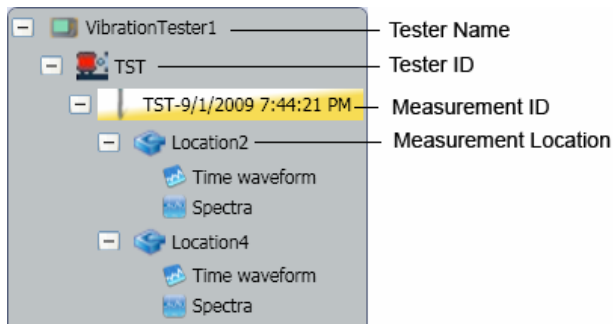 VibrationTester1 Tester Name
TST Tester ID
TST-9/1/2009 7:44:21 PM Measurement ID
Location2 Measurement Location
Time waveform
Spectra
Location4
Time waveform
Spectra